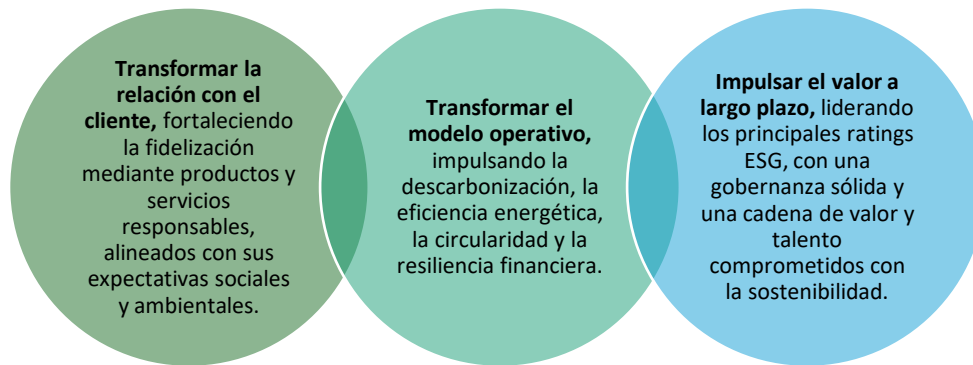 Transformar la
relación con el
cliente, fortaleciendo
la fidelización
mediante productos y
servicios
responsables,
alineados con sus
expectativas sociales
y ambientales.
Transformar el
modelo operativo,
impulsando la
descarbonización, la
eficiencia energética,
la circularidad y la
resiliencia financiera.
Impulsar el valor a
largo plazo, liderando
los principales ratings
ESG, con una
gobernanza sólida y
una cadena de valor y
talento
comprometidos con
la sostenibilidad.